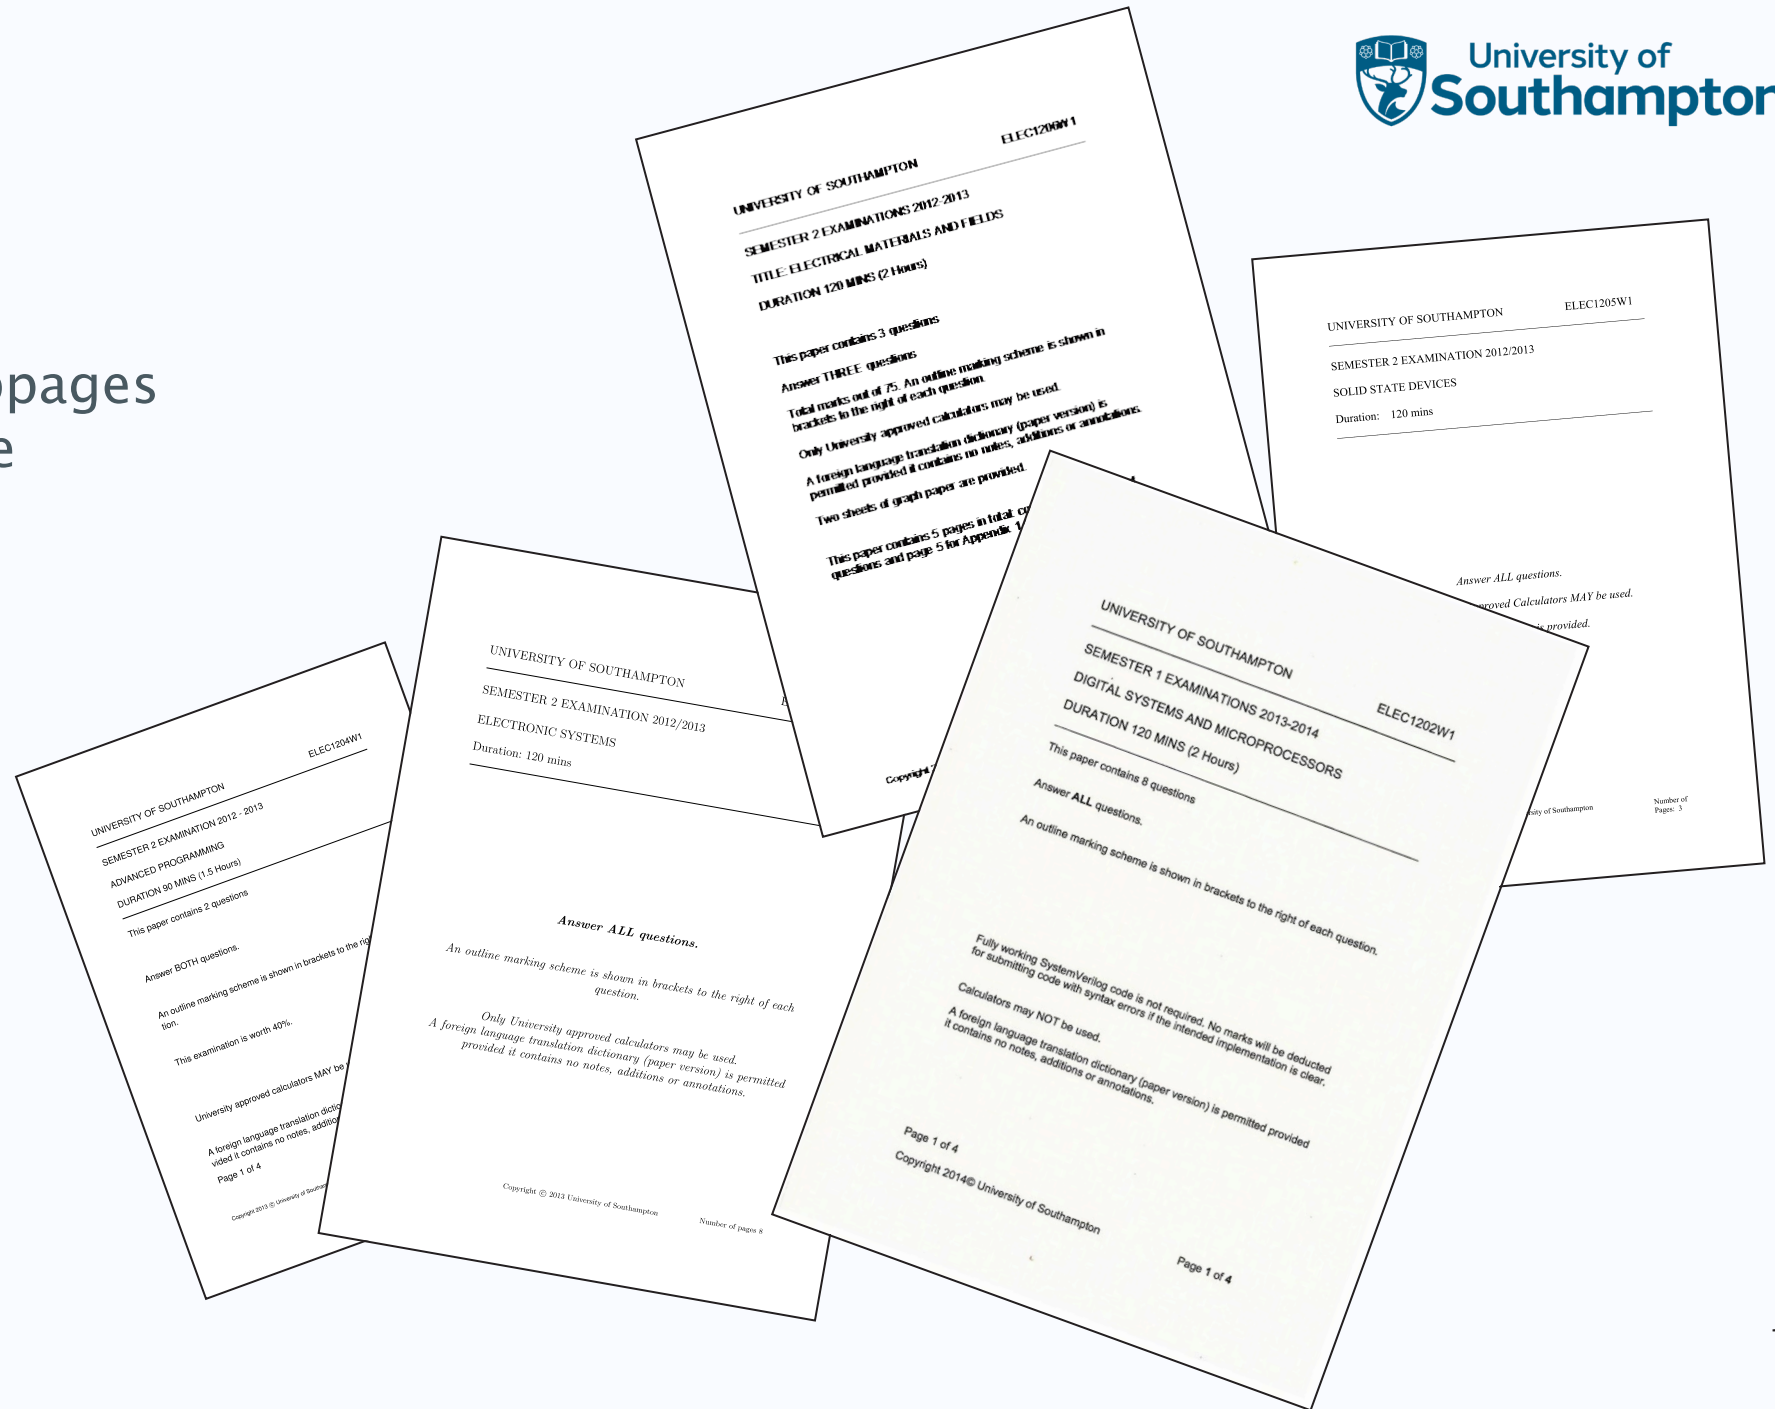 University of
Southampton
pages
ELEC1206W1
UNIVERSITY OF SOUTHAMPTON
SEMESTER 2 EXAMINATIONS 2012-2013
TITLE: ELECTRICAL MATERIALS AND FIELDS
DURATION 120 MINS (2 Hours)
This paper contains 3 questions
Answer THREE questions
Total marks out of 75. An outline marking scheme is shown in
brackets to the right of each question.
Only University approved calculators may be used.
A foreign language translation dictionary (paper version) is
permitted provided it contains no notes, additions or annotations.
Two sheets of graph paper are provided.
This paper contains 5 pages in total:
questions and page 5 for Appendix 1
Copyright
UNIVERSITY OF SOUTHAMPTON ELEC1205W1
SEMESTER 2 EXAMINATION 2012/2013
SOLID STATE DEVICES
Duration: 120 mins
Answer ALL questions.
Calculators MAY be used.
is provided.
of Southampton
Number of
Pages: 3
UNIVERSITY OF SOUTHAMPTON
SEMESTER 2 EXAMINATION 2012/2013
ELECTRONIC SYSTEMS
Duration: 120 mins
Answer ALL questions.
An outline marking scheme is shown in brackets to the right of each
question.
Only University approved calculators may be used.
A foreign language translation dictionary (paper version) is permitted
provided it contains no notes, additions or annotations.
Copyright © 2013 University of Southampton
Number of pages 8
ELEC1204W1
UNIVERSITY OF SOUTHAMPTON
SEMESTER 2 EXAMINATION 2012 - 2013
ADVANCED PROGRAMMING
DURATION 90 MINS (1.5 Hours)
This paper contains 2 questions
Answer BOTH questions.
An outline marking scheme is shown in brackets to the
tion.
This examination is worth 40%.
University approved calculators MAY be
A foreign language translation
vided it contains no notes,
Page 1 of 4
Copyright 2013 © University of
UNIVERSITY OF SOUTHAMPTON
ELEC1202W1
SEMESTER 1 EXAMINATIONS 2013-2014
DIGITAL SYSTEMS AND MICROPROCESSORS
DURATION 120 MINS (2 Hours)
This paper contains 8 questions
Answer ALL questions.
An outline marking scheme is shown in brackets to the right of each question.
Fully working SystemVerilog code is not required. No marks will be deducted
for submitting code with syntax errors if the intended implementation is clear.
Calculators may NOT be used.
A foreign language translation dictionary (paper version) is permitted provided
it contains no notes, additions or annotations.
Page 1 of 4
Copyright 2014© University of Southampton
Page 1 of 4